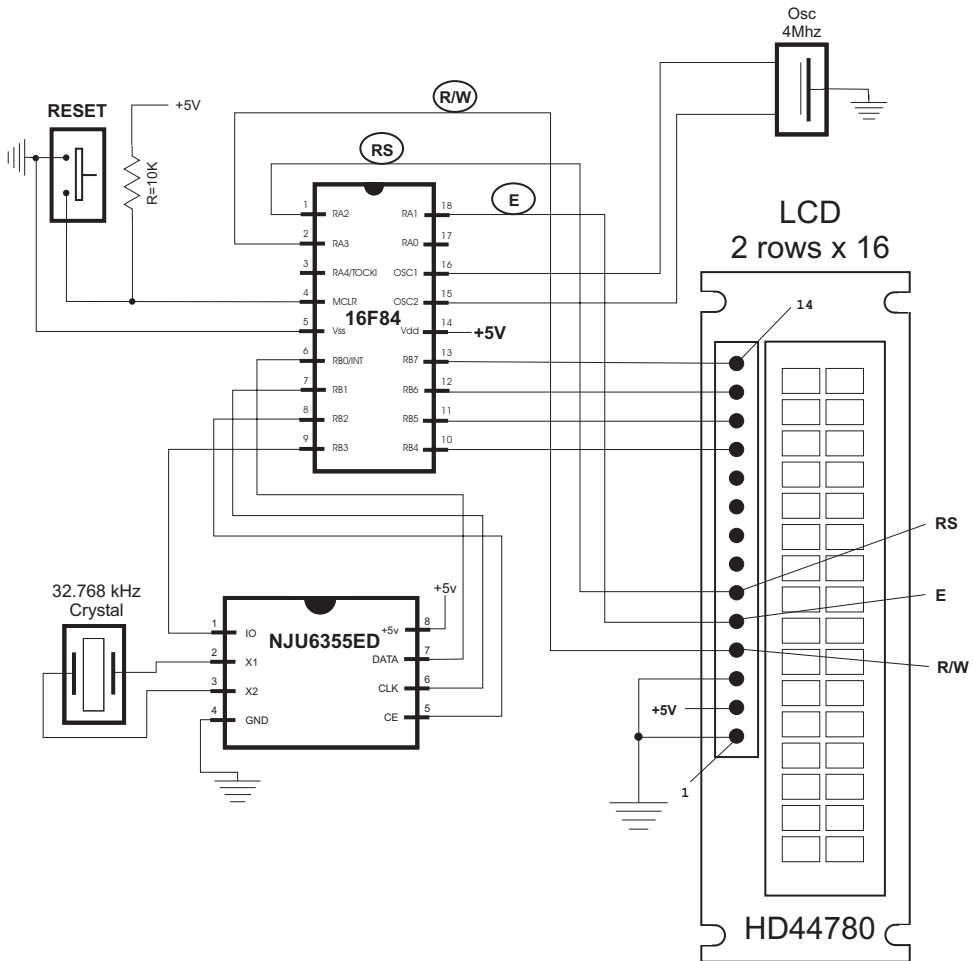 Osc
4Mhz
RESET
+5V
R=10K
R/W
RS
E
LCD
2 rows x 16
1
RA2
RA1
18
2
RA3
RA0
17
3
RA4/TOCKI
OSC1
16
4
MCLR
OSC2
15
16F84
5
Vss
Vdd
14
+5V
6
RB0/INT
RB7
13
7
RB1
RB6
12
8
RB2
RB5
11
9
RB3
RB4
10
14
RS
E
R/W
+5V
1
32.768 kHz
Crystal
+5v
NJU6355ED
1
IO
+5v
8
2
X1
DATA
7
3
X2
CLK
6
4
GND
CE
5
HD44780